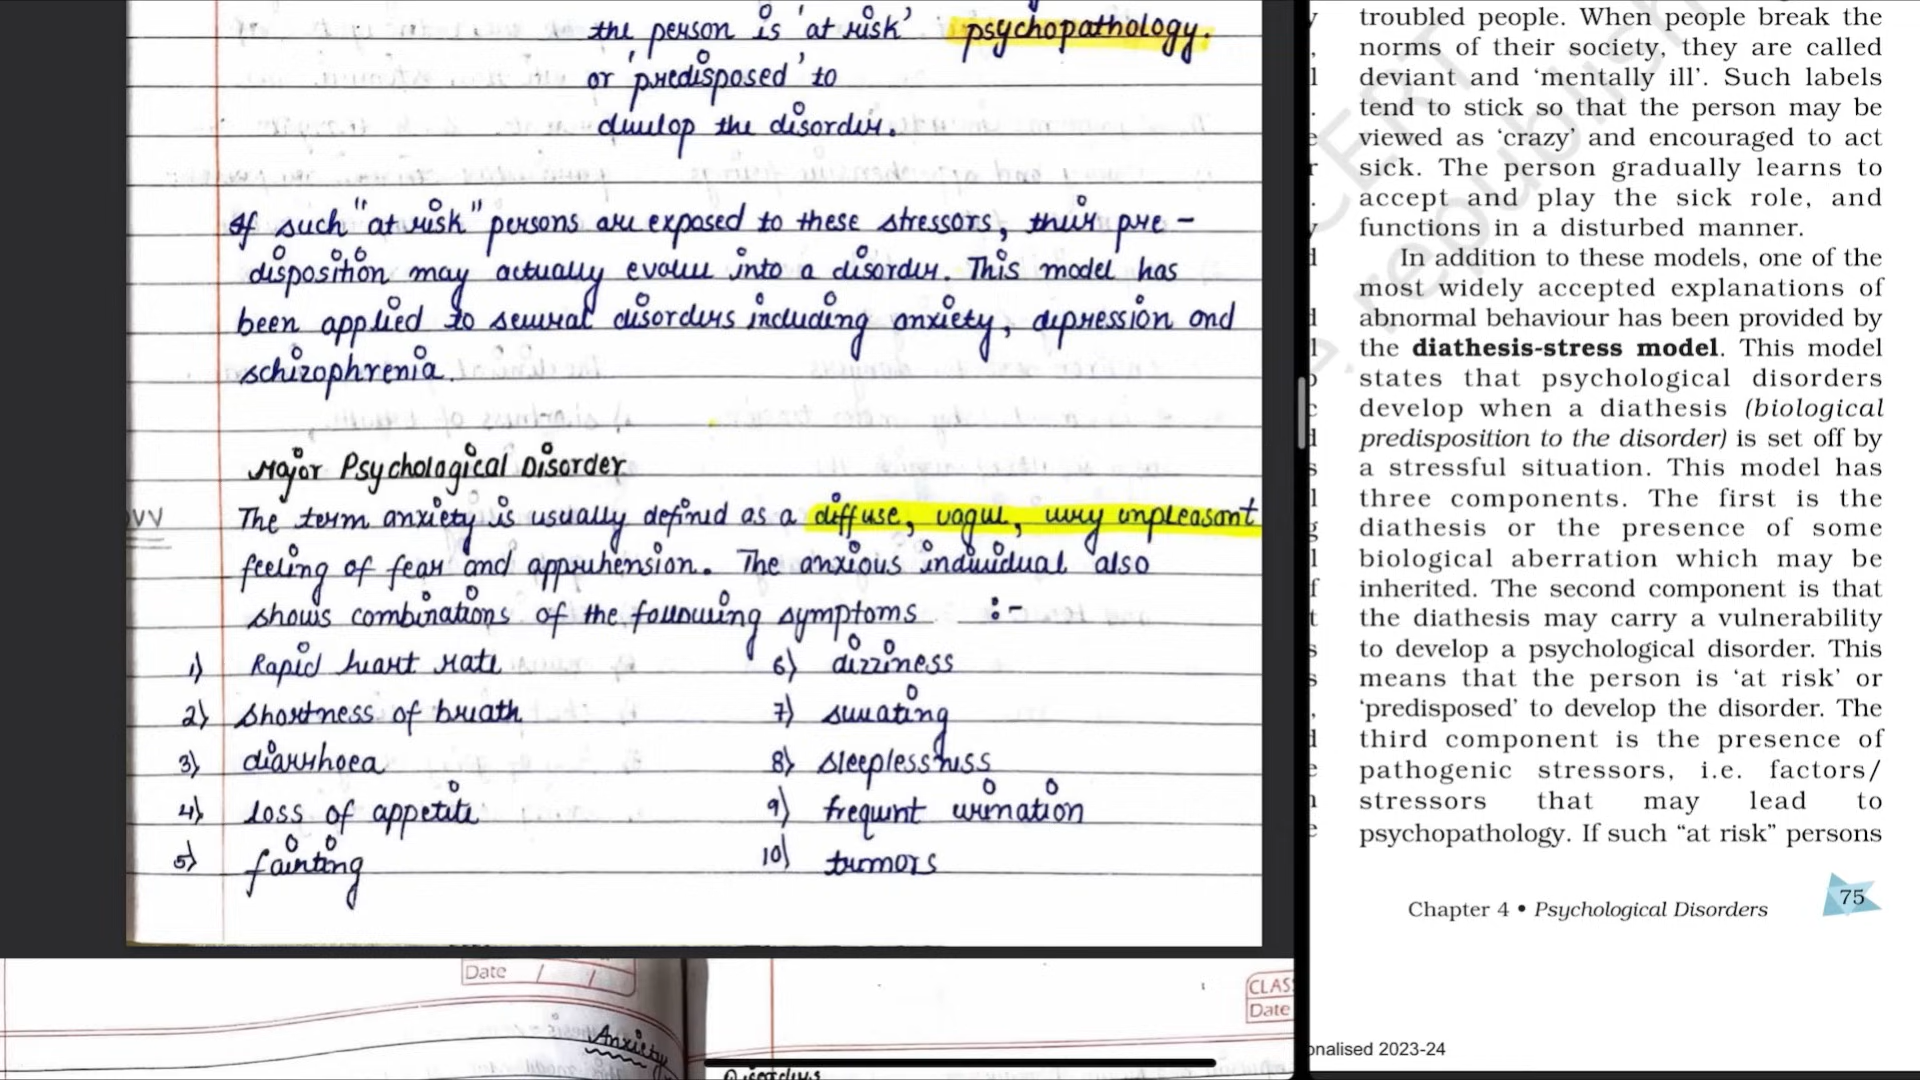 the person is 'at risk' psychopathology.
or 'predisposed' to
develop the disorder.
If such "at risk" persons are exposed to these stressors, their pre-
disposition may actually evolve into a disorder. This model has
been applied to several disorders including anxiety, depression and
schizophrenia.
Major Psychological Disorder
The term anxiety is usually defined as a diffuse, vague, very unpleasant
feeling of fear and apprehension. The anxious individual also
shows combinations of the following symptoms :-
1) Rapid heart rate
2) shortness of breath
3) diarrhoea
4) loss of appetite
5) fainting
6) dizziness
7) sweating
8) sleeplessness
9) frequent urination
10) tremors
Date / /
Anxiety
CLAS
Date
troubled people. When people break the
norms of their society, they are called
deviant and ‘mentally ill’. Such labels
tend to stick so that the person may be
viewed as ‘crazy’ and encouraged to act
sick. The person gradually learns to
accept and play the sick role, and
functions in a disturbed manner.
In addition to these models, one of the
most widely accepted explanations of
abnormal behaviour has been provided by
the diathesis-stress model. This model
states that psychological disorders
develop when a diathesis (biological
predisposition to the disorder) is set off by
a stressful situation. This model has
three components. The first is the
diathesis or the presence of some
biological aberration which may be
inherited. The second component is that
the diathesis may carry a vulnerability
to develop a psychological disorder. This
means that the person is ‘at risk’ or
‘predisposed’ to develop the disorder. The
third component is the presence of
pathogenic stressors, i.e. factors/
stressors that may lead to
psychopathology. If such “at risk” persons
Chapter 4 • Psychological Disorders
75
onalised 2023-24